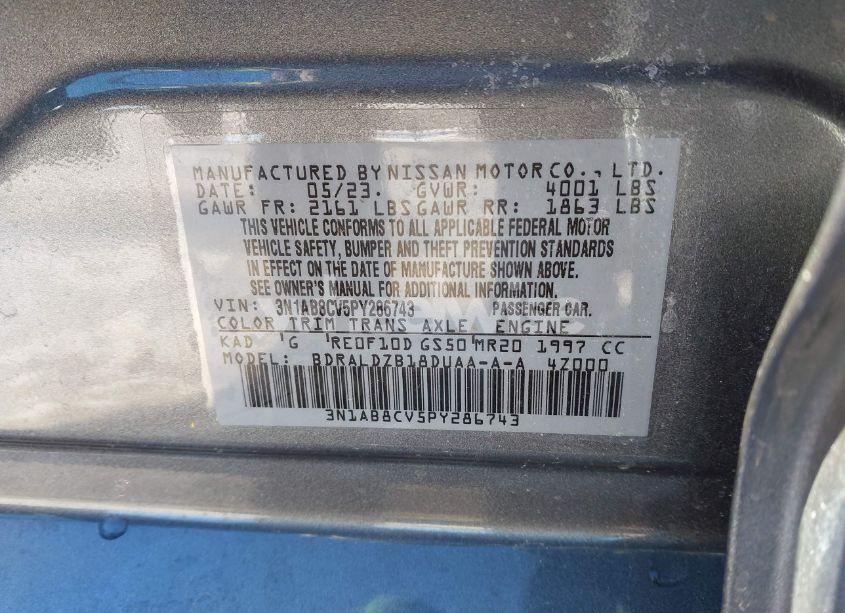 MANUFACTURED BY NISSAN MOTOR CO., LTD.
DATE: 05/23. GVWR: 4001 LBS
GAWR FR: 2161 LBS GAWR RR: 1863 LBS
THIS VEHICLE CONFORMS TO ALL APPLICABLE FEDERAL MOTOR
VEHICLE SAFETY, BUMPER AND THEFT PREVENTION STANDARDS
IN EFFECT ON THE DATE OF MANUFACTURE SHOWN ABOVE.
SEE OWNER'S MANUAL FOR ADDITIONAL INFORMATION.
VIN: 3N1AB8CV5PY286743 PASSENGER CAR.
COLOR TRIM TRANS AXLE ENGINE
KAD 'G 'RE0F10D GS50 'MR20 1997 CC
MODEL: BDRALDZB18DUAA-A-A 4Z000
3N1AB8CV5PY286743